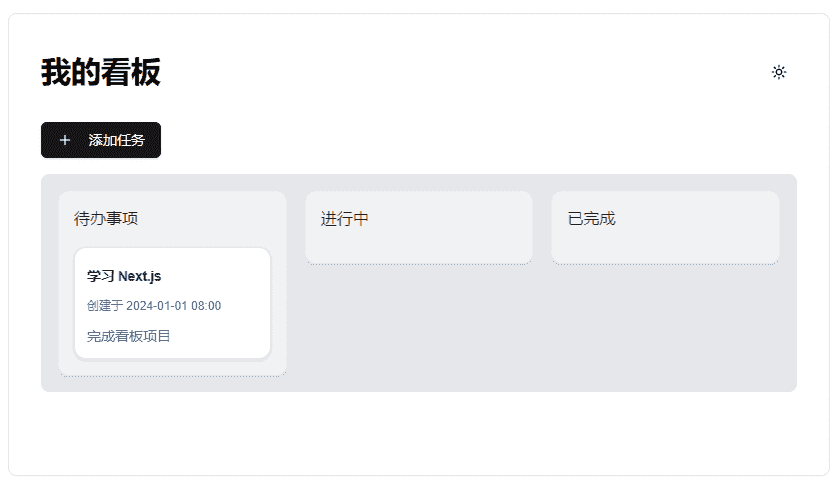 我的看板
添加任务
待办事项
学习 Next.js
创建于 2024-01-01 08:00
完成看板项目
进行中
已完成